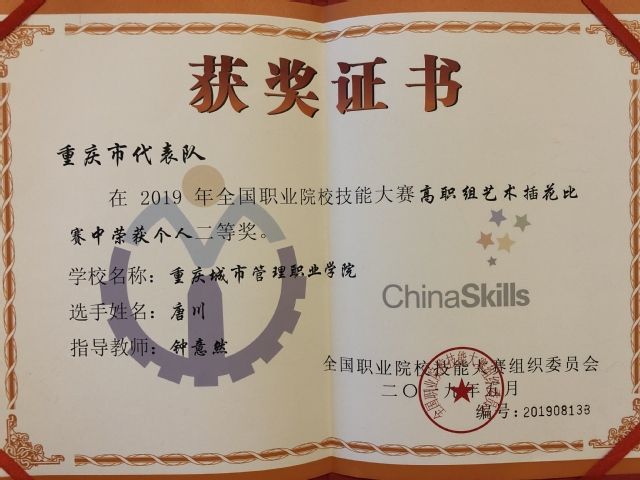 获奖证书
重庆市代表队
在 2019 年全国职业院校技能大赛高职组艺术插花比
赛中荣获个人二等奖。
学校名称：重庆城市管理职业学院
选手姓名：唐川
指导教师：钟意然
ChinaSkills
全国职业院校技能大赛组织委员会
二〇一九年五月
编号：201908138